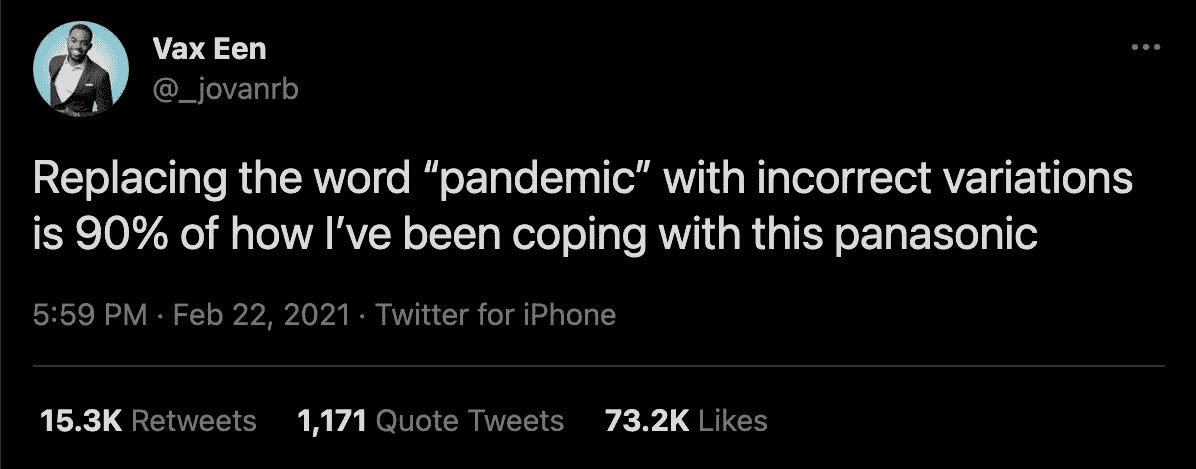 Vax Een
@_jovanrb
Replacing the word “pandemic” with incorrect variations
is 90% of how I’ve been coping with this panasonic
5:59 PM · Feb 22, 2021 · Twitter for iPhone
15.3K Retweets 1,171 Quote Tweets 73.2K Likes